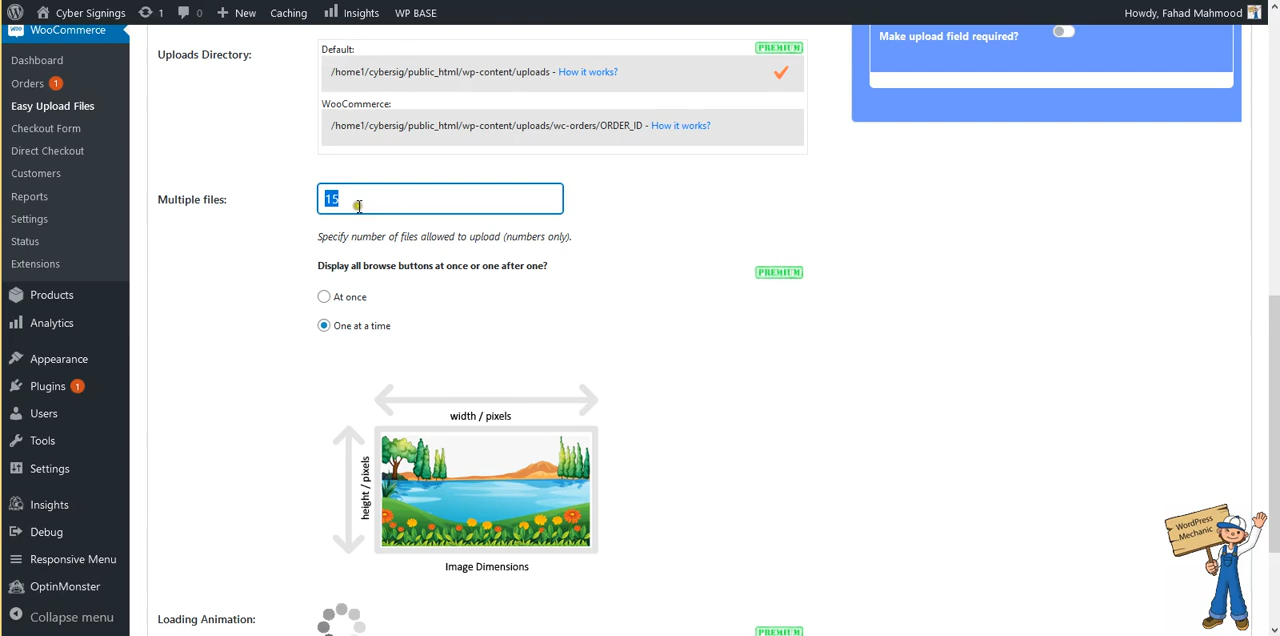 Cyber Signings 1 0 New Caching Insights WP BASE Howdy, Fahad Mahmood
WooCommerce
Dashboard
Orders 1
Easy Upload Files
Checkout Form
Direct Checkout
Customers
Reports
Settings
Status
Extensions
Products
Analytics
Appearance
Plugins 1
Users
Tools
Settings
Insights
Debug
Responsive Menu
OptinMonster
Collapse menu
Uploads Directory:
Default:
PREMIUM
/home1/cybersig/public_html/wp-content/uploads - How it works?
WooCommerce:
/home1/cybersig/public_html/wp-content/uploads/wc-orders/ORDER_ID - How it works?
Make upload field required?
Multiple files:
15
Specify number of files allowed to upload (numbers only).
Display all browse buttons at once or one after one?
PREMIUM
At once
One at a time
width / pixels
height / pixels
Image Dimensions
WordPress
Mechanic
Loading Animation:
PREMIUM